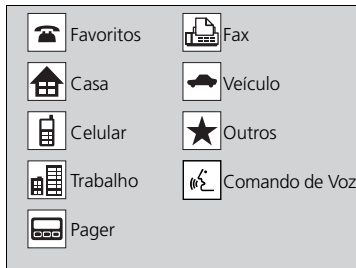 Favoritos
Casa
Celular
Trabalho
Pager
Fax
Veículo
Outros
Comando de Voz